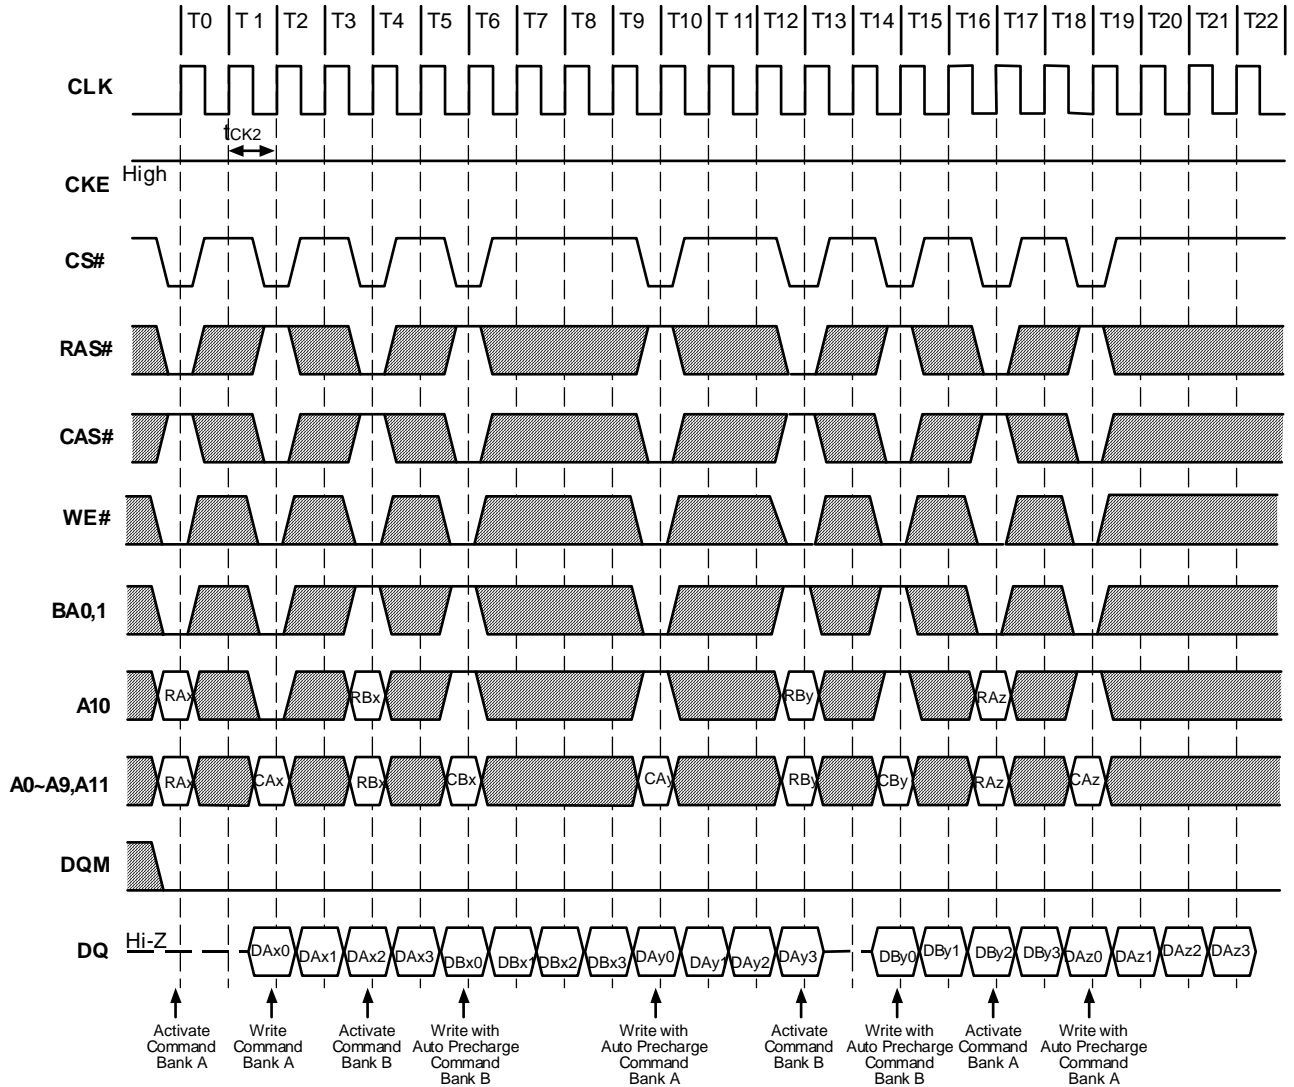 T0 T 1 T2 T3 T4 T5 T6 T7 T8 T9 T10 T 11 T12 T13 T14 T15 T16 T17 T18 T19 T20 T21 T22
CLK
tCK2
High
CKE
CS#
RAS#
CAS#
WE#
BA0,1
A10
RAx RBx RBy RAz
A0~A9,A11
RAx CAx RBx CBx CAy RBy CBy RAz CAz
DQM
DQ
Hi-Z
DAx0 DAx1 DAx2 DAx3 DBx0 DBx1 DBx2 DBx3 DAy0 DAy1 DAy2 DAy3 DBy0 DBy1 DBy2 DBy3 DAz0 DAz1 DAz2 DAz3
Activate
Command
Bank A
Write
Command
Bank A
Activate
Command
Bank B
Write with
Auto Precharge
Command
Bank B
Write with
Auto Precharge
Command
Bank A
Activate
Command
Bank B
Write with
Auto Precharge
Command
Bank B
Activate
Command
Bank A
Write with
Auto Precharge
Command
Bank A